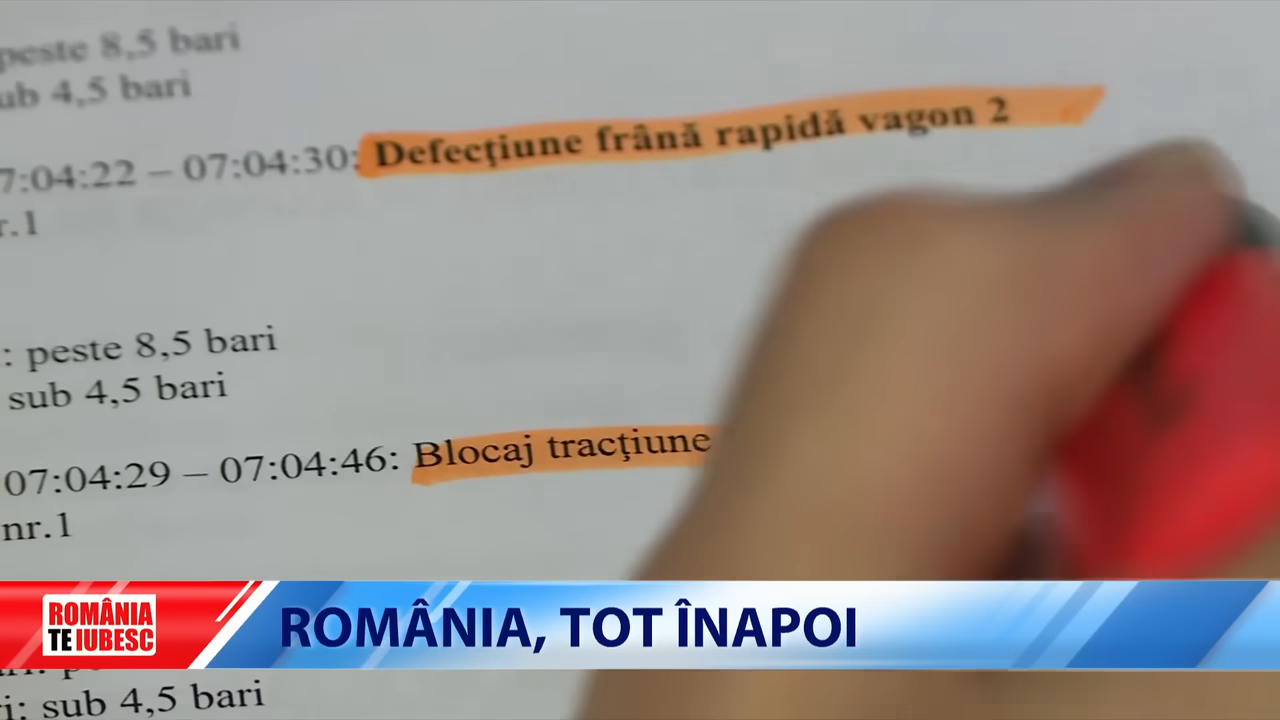 peste 8,5 bari
sub 4,5 bari
7:04:22 – 07:04:30: Defecţiune frână rapidă vagon 2
r.1
: peste 8,5 bari
sub 4,5 bari
07:04:29 – 07:04:46: Blocaj tracţiune
nr.1
ROMÂNIA
TE IUBESC
ROMÂNIA, TOT ÎNAPOI
i: sub 4,5 bari